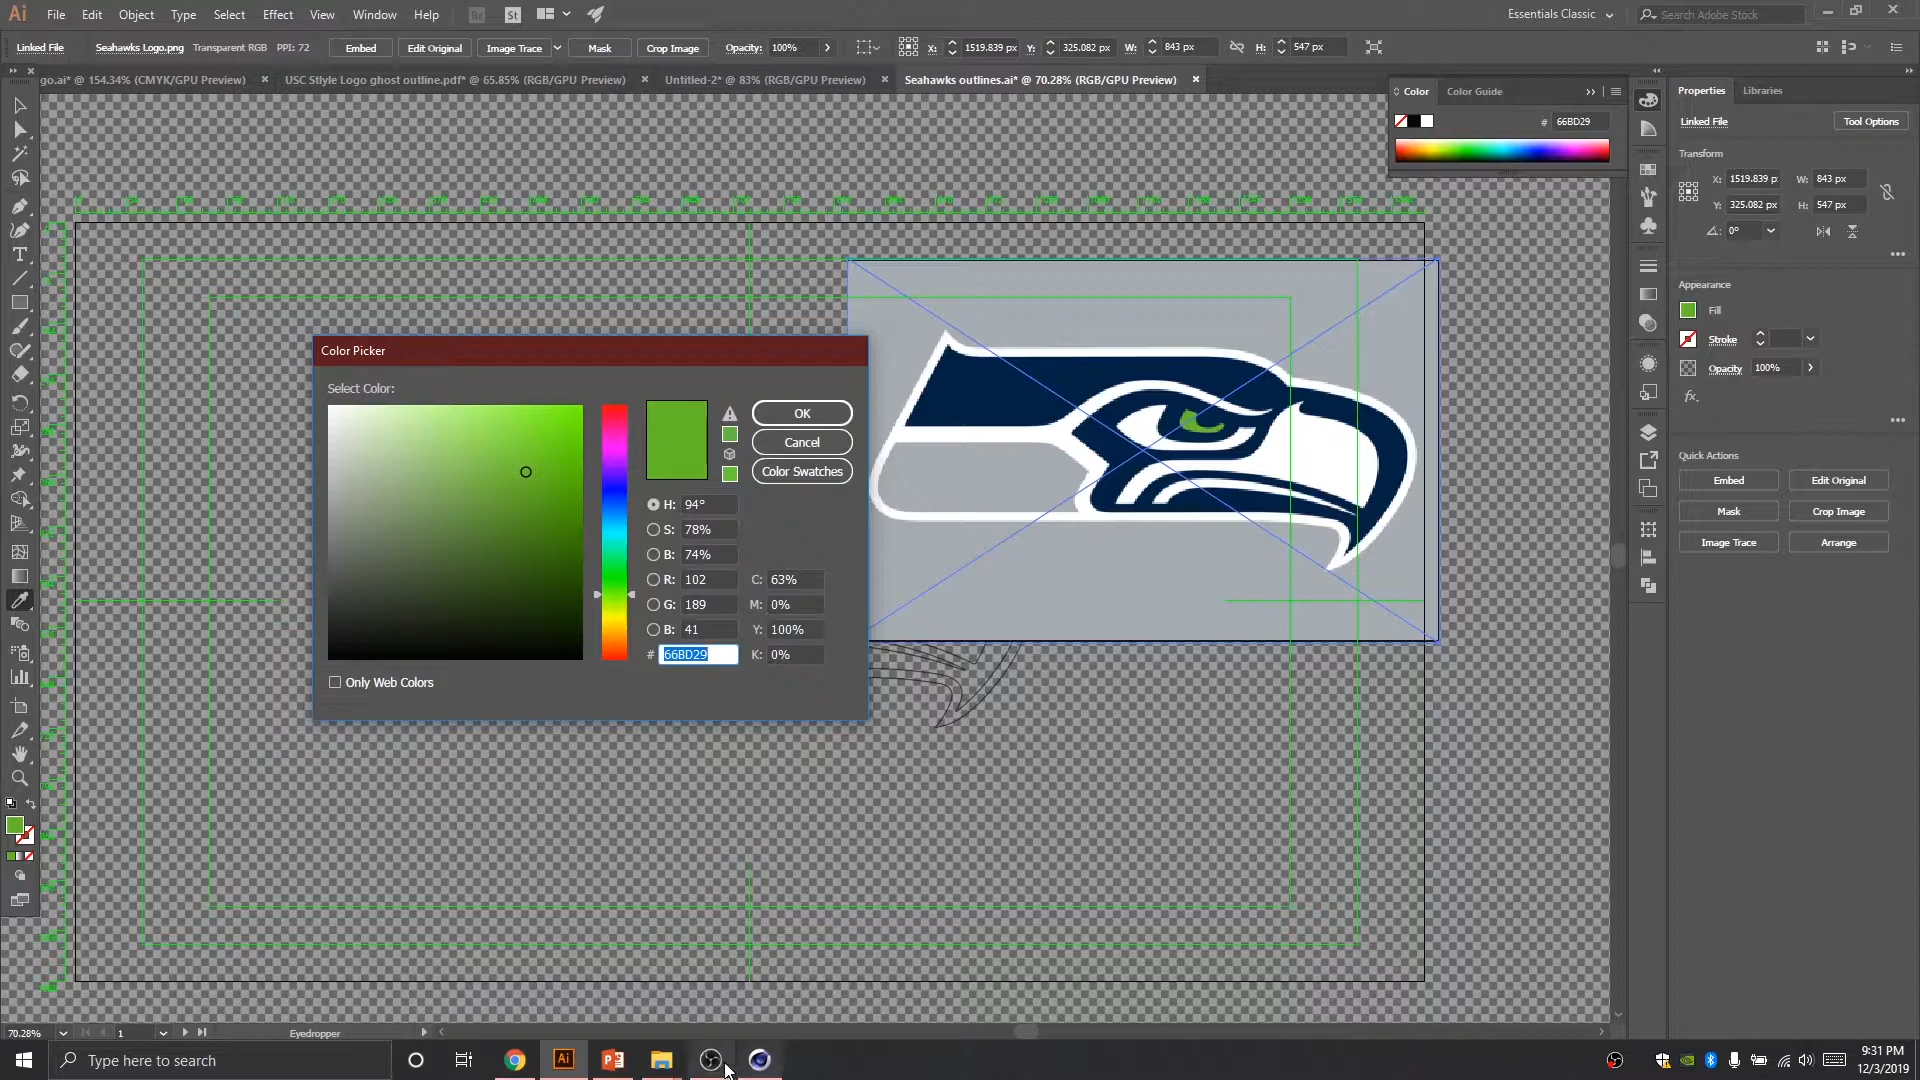 Ai File Edit Object Type Select Effect View Window Help Br St Essentials Classic Search Adobe Stock
Linked File Seahawks Logo.png Transparent RGB PPI: 72 Embed Edit Original Image Trace Mask Crop Image Opacity: 100% X: 1519.839 px Y: 325.082 px W: 843 px H: 547 px
go.ai* @ 154.34% (CMYK/GPU Preview) × USC Stlyle Logo ghost outline.pdf* @ 65.85% (RGB/GPU Preview) × Untitled-2* @ 83% (RGB/GPU Preview) × Seahawks outlines.ai* @ 70.28% (RGB/GPU Preview) ×
Color Color Guide
# 66BD29
Properties Libraries
Linked File Tool Options
Transform
X: 1519.839 p W: 843 px
Y: 325.082 px H: 547 px
0°
Appearance
Fill
Stroke
Opacity 100%
fx.
Quick Actions
Embed Edit Original
Mask Crop Image
Image Trace Arrange
Color Picker
Select Color:
OK
Cancel
Color Swatches
H: 94°
S: 78%
B: 74%
R: 102 C: 63%
G: 189 M: 0%
B: 41 Y: 100%
# 66BD29 K: 0%
Only Web Colors
70.28% 1 Eyedropper
Type here to search
Ai
9:31 PM
12/3/2019